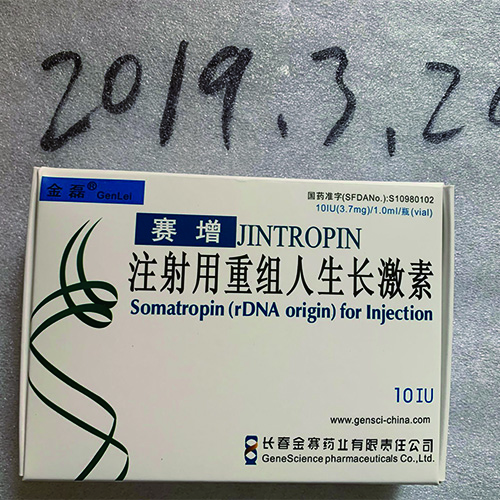 2019.3.20
金磊® GenLei
国药准字(SFDANo.):S10980102
10IU(3.7mg)/1.0ml/瓶(vial)
赛增 JINTROPIN
注射用重组人生长激素
Somatropin (rDNA origin) for Injection
10IU
www.gensci-china.com
长春金赛药业有限责任公司
GeneScience pharmaceuticals Co.,Ltd.